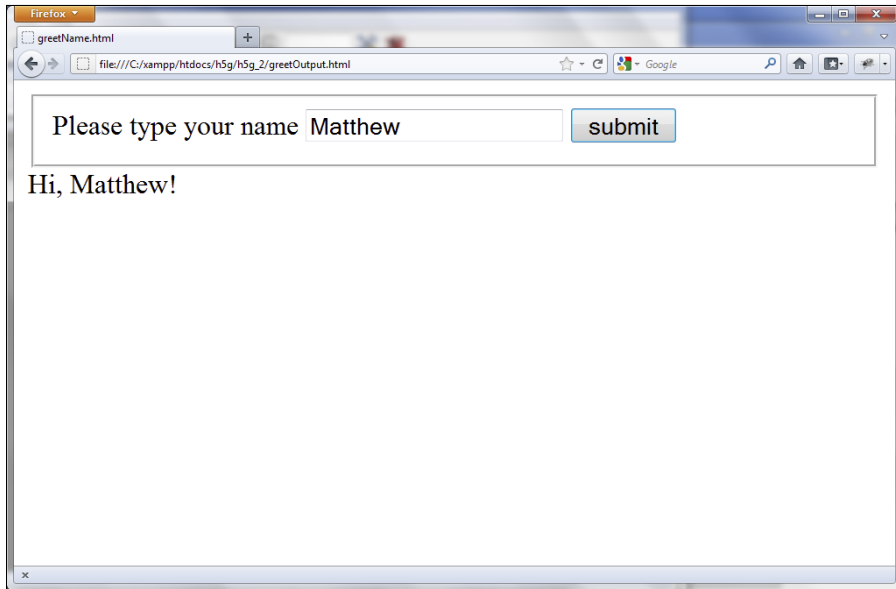 Firefox
greetName.html
file:///C:/xampp/htdocs/h5g/h5g_2/greetOutput.html
Google
Please type your name Matthew submit
Hi, Matthew!